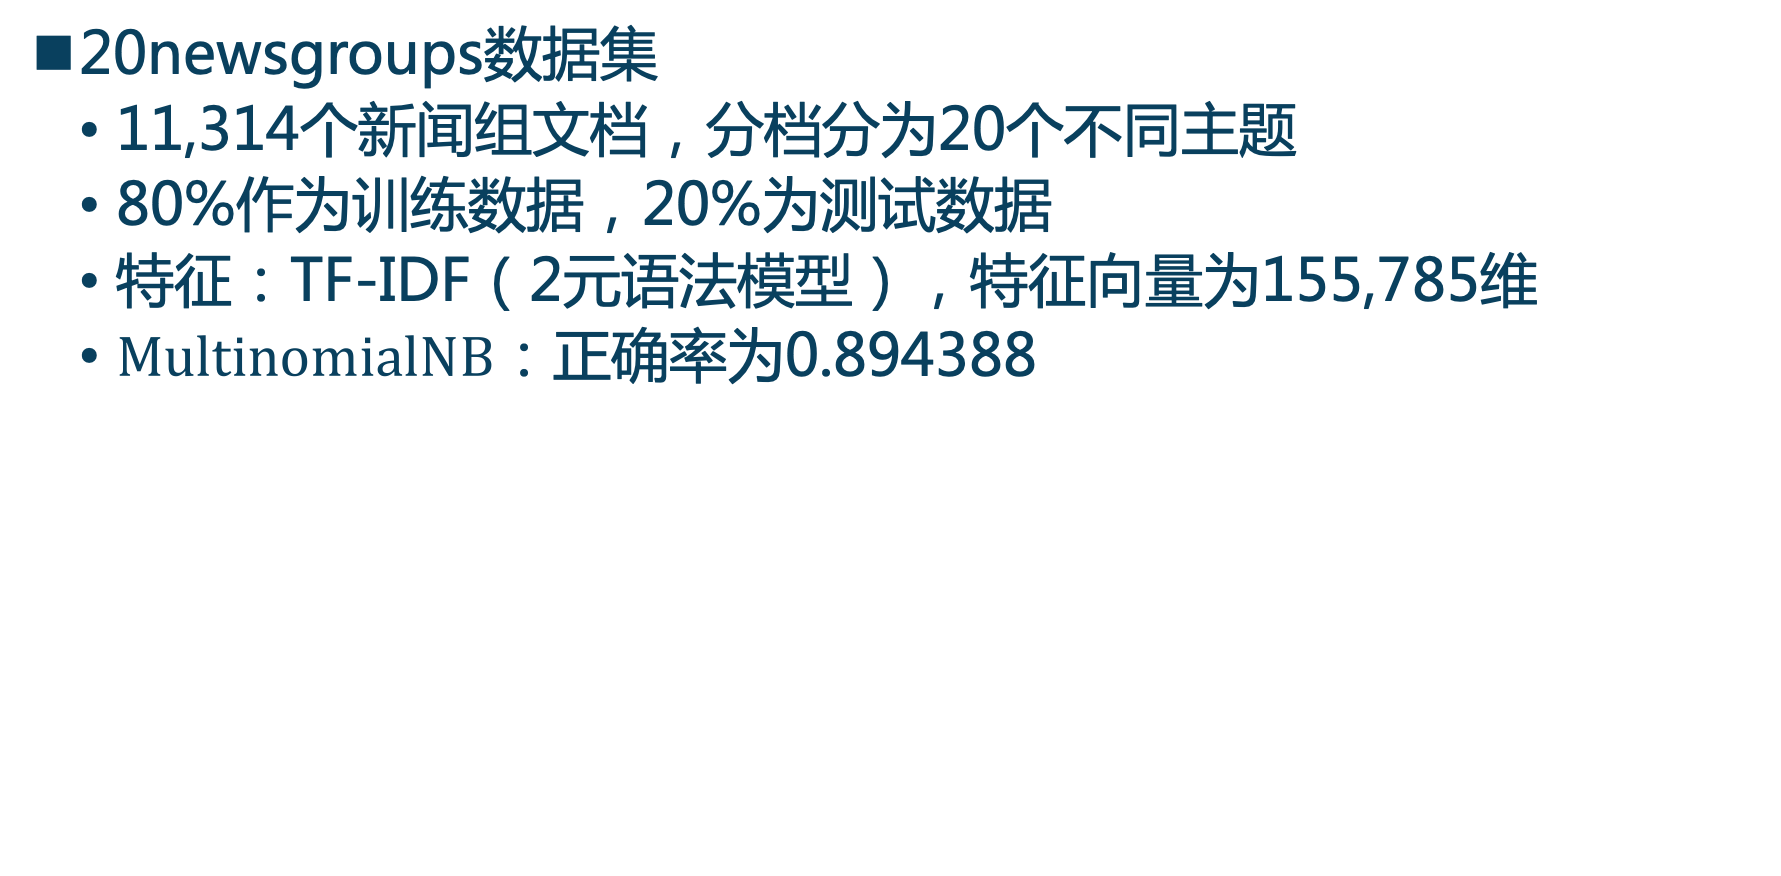 ■20newsgroups数据集
• 11,314个新闻组文档，分档分为20个不同主题
• 80%作为训练数据，20%为测试数据
• 特征：TF-IDF（2元语法模型），特征向量为155,785维
• MultinomialNB：正确率为0.894388